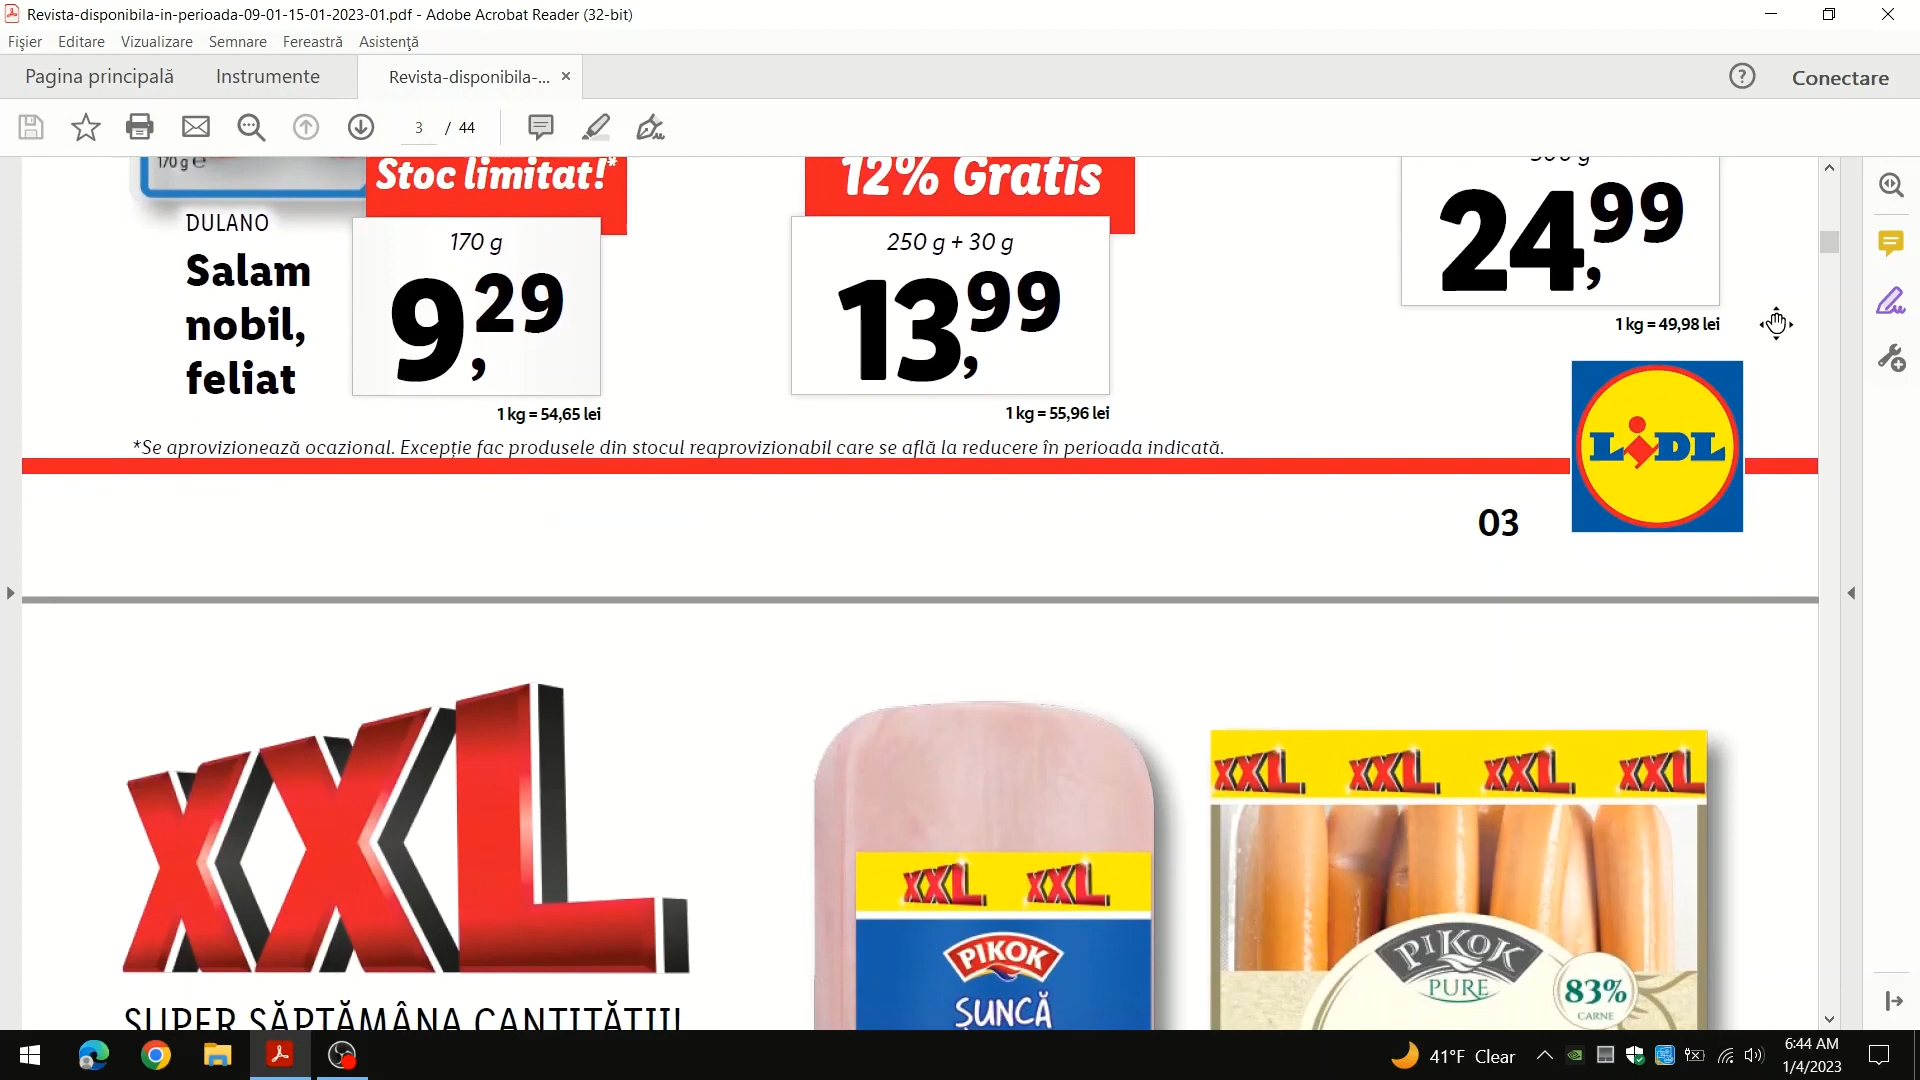 Revista-disponibila-in-perioada-09-01-15-01-2023-01.pdf - Adobe Acrobat Reader (32-bit)
Fișier Editare Vizualizare Semnare Fereastră Asistență
Pagina principală Instrumente Revista-disponibila-... × ? Conectare
3 / 44
170 g e
Stoc limitat!*
12% Gratis
DULANO
Salam
nobil,
feliat
170 g
9,29
1 kg = 54,65 lei
250 g + 30 g
13,99
1 kg = 55,96 lei
24,99
1 kg = 49,98 lei
*Se aprovizionează ocazional. Excepție fac produsele din stocul reaprovizionabil care se află la reducere în perioada indicată.
LIDL
03
XXL
SUPER SĂPTĂMÂNA CANTITĂȚII!
XXL XXL
PIKOK
ȘUNCĂ
XXL XXL XXL XXL
PIKOK
PURE
83%
CARNE
41°F Clear
6:44 AM
1/4/2023